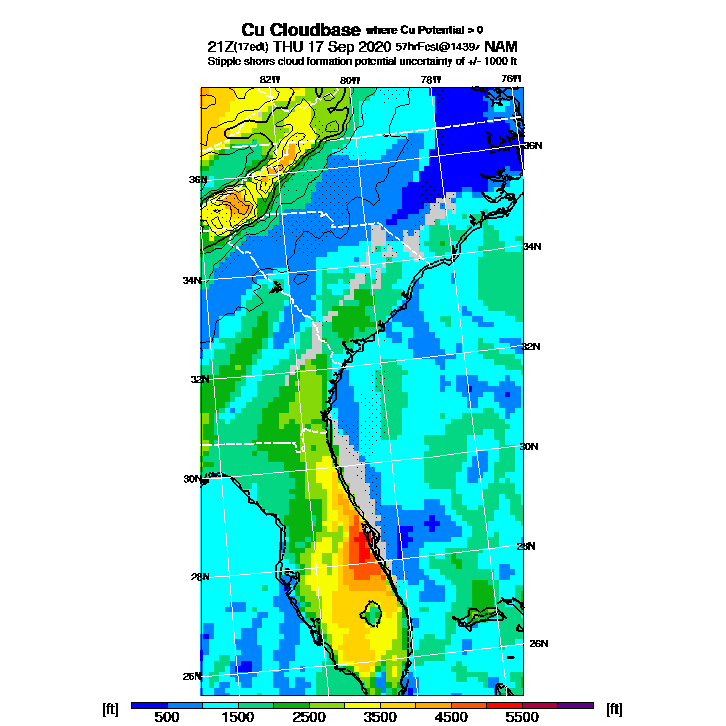 Cu Cloudbase where Cu Potential > 0
21Z(17edt) THU 17 Sep 2020 57hrFcst@1439z NAM
Stipple shows cloud formation potential uncertainty of +/- 1000 ft
82W 80W 78W 76W
36N
36N
34N
34N
32N
32N
30N
30N
28N
28N
26N
26N
[ft] 500 1500 2500 3500 4500 5500 [ft]